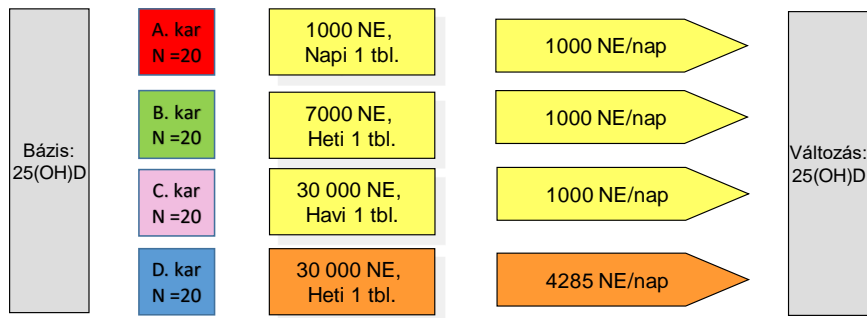 Bázis:
25(OH)D
A. kar
N =20
1000 NE,
Napi 1 tbl.
1000 NE/nap
B. kar
N =20
7000 NE,
Heti 1 tbl.
1000 NE/nap
C. kar
N =20
30 000 NE,
Havi 1 tbl.
1000 NE/nap
D. kar
N =20
30 000 NE,
Heti 1 tbl.
4285 NE/nap
Változás:
25(OH)D